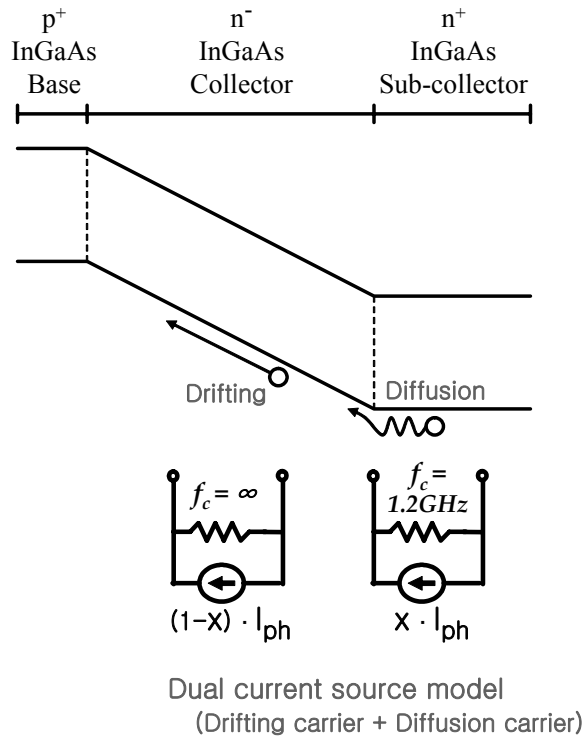 p+ n- n+
InGaAs InGaAs InGaAs
Base Collector Sub-collector
Drifting Diffusion
fc = ∞ fc =
1.2GHz
(1-x) · Iph x · Iph
Dual current source model
(Drifting carrier + Diffusion carrier)